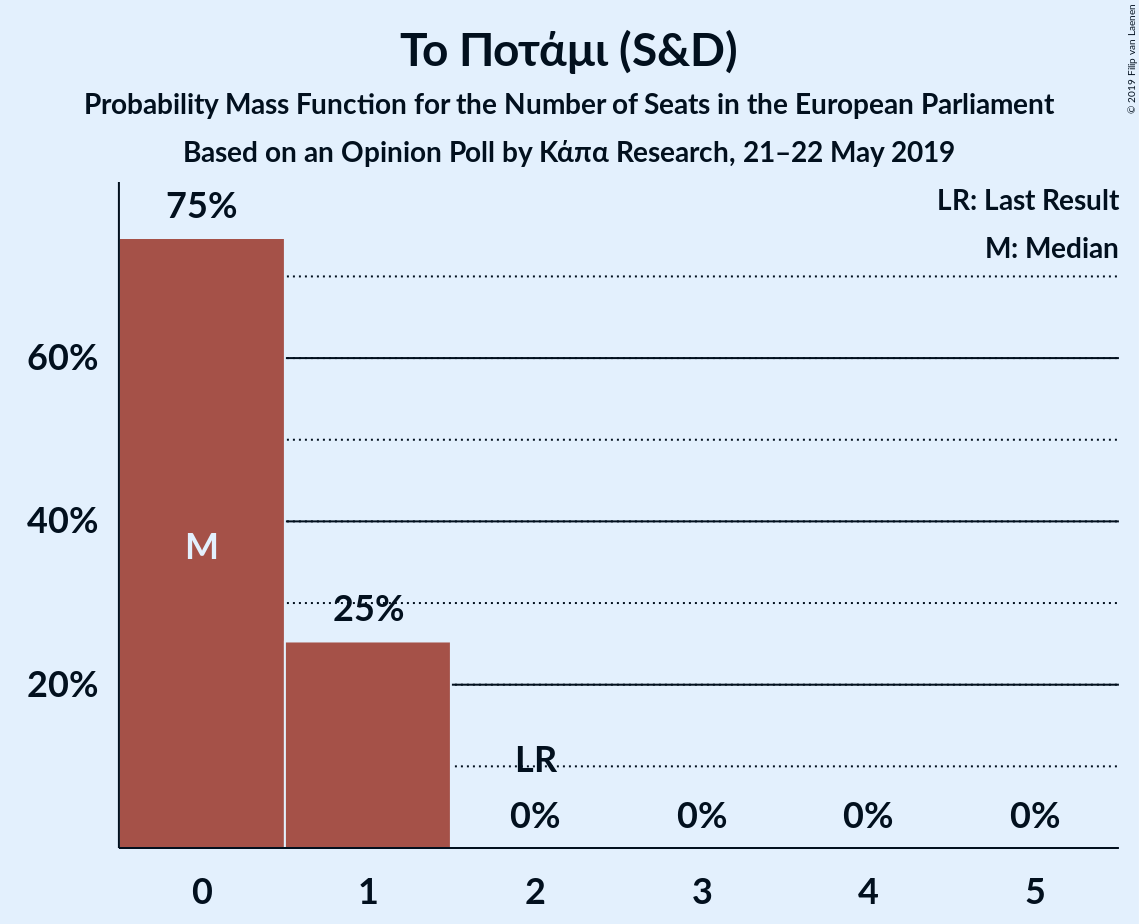 Το Ποτάμι (S&D)
Probability Mass Function for the Number of Seats in the European Parliament
Based on an Opinion Poll by Κάπα Research, 21–22 May 2019
© 2019 Filip van Laenen
LR: Last Result
M: Median
75%
60%
40%
M
25%
20%
LR
0% 0% 0% 0%
0 1 2 3 4 5